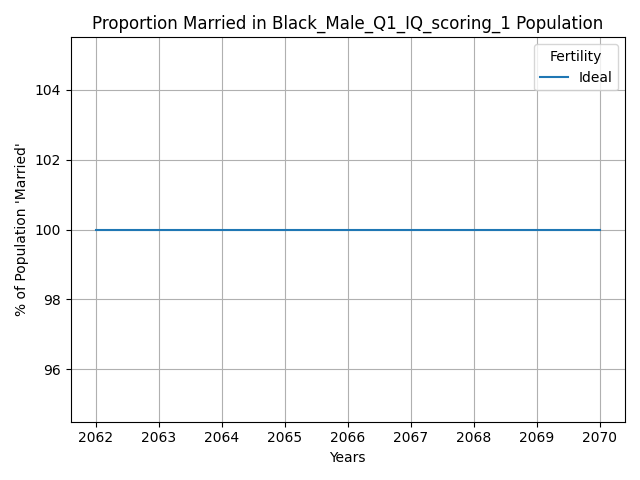 Proportion Married in Black_Male_Q1_IQ_scoring_1 Population
Fertility
Ideal
% of Population 'Married'
104
102
100
98
96
2062 2063 2064 2065 2066 2067 2068 2069 2070
Years